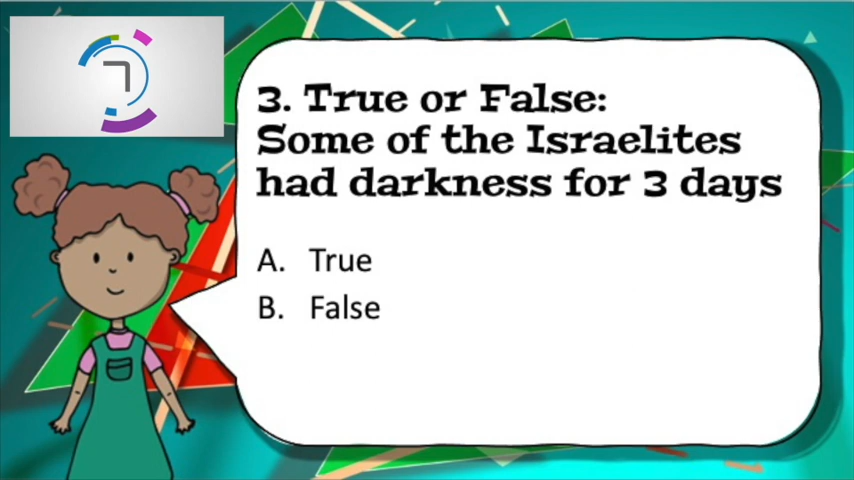 3. True or False:
Some of the Israelites
had darkness for 3 days
A. True
B. False